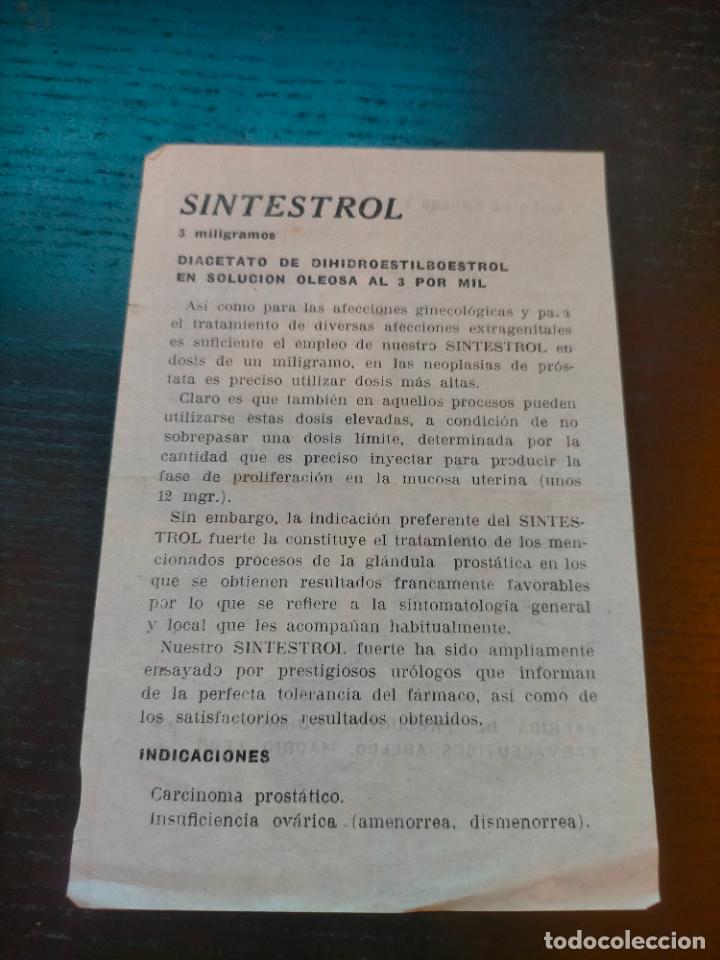 SINTESTROL
3 miligramos
DIACETATO DE DIHIDROESTILBOESTROL
EN SOLUCION OLEOSA AL 3 POR MIL
Así como para las afecciones ginecológicas y para
el tratamiento de diversas afecciones extragenitales
es suficiente el empleo de nuestro SINTESTROL en
dosis de un milígramo, en las neoplasias de prós-
tata es preciso utilizar dosis más altas.
Claro es que también en aquellos procesos pueden
utilizarse estas dosis elevadas, a condición de no
sobrepasar una dosis límite, determinada por la
cantidad que es preciso inyectar para producir la
fase de proliferación en la mucosa uterina (unos
12 mgr.).
Sin embargo, la indicación preferente del SINTES-
TROL fuerte la constituye el tratamiento de los men-
cionados procesos de la glándula prostática en los
que se obtienen resultados francamente favorables
por lo que se refiere a la sintomatología general
y local que les acompañan habitualmente.
Nuestro SINTESTROL fuerte ha sido ampliamente
ensayado por prestigiosos urólogos que informan
de la perfecta tolerancia del fármaco, así como de
los satisfactorios resultados obtenidos.
INDICACIONES
Carcinoma prostático.
Insuficiencia ovárica (amenorrea, dismenorrea).
todocoleccion